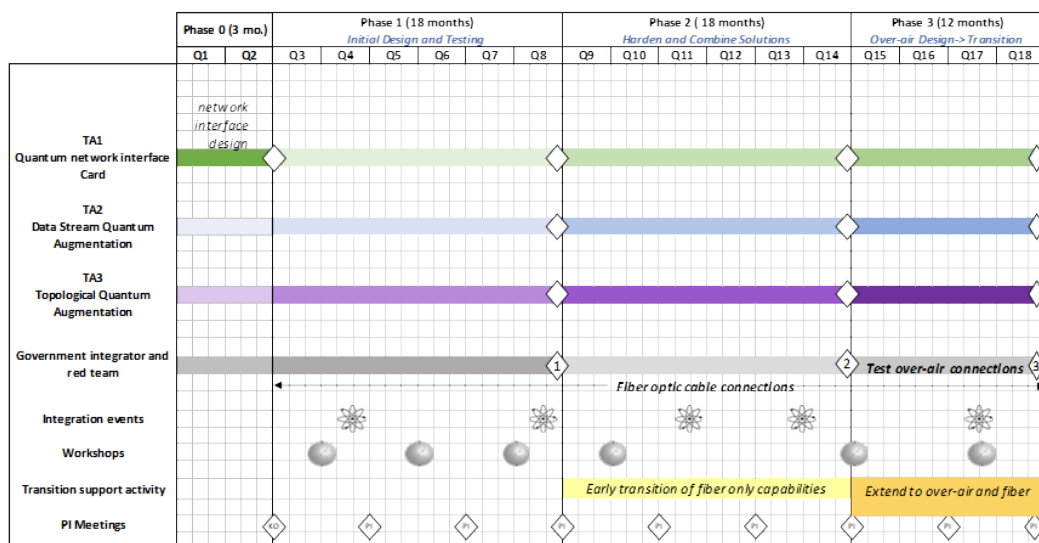 Phase 0 (3 mo.)
Phase 1 (18 months)
Initial Design and Testing
Phase 2 ( 18 months)
Harden and Combine Solutions
Phase 3 (12 months)
Over-air Design-> Transition
Q1 Q2 Q3 Q4 Q5 Q6 Q7 Q8 Q9 Q10 Q11 Q12 Q14 Q15 Q16 Q17 Q18
network
interface
design
TA1
Quantum network interface
Card
TA2
Data Stream Quantum
Augmentation
TA3
Topological Quantum
Augmentation
Government integrator and
red team
1
2
Test over-air connections
3
Fiber optic cable connections
Integration events
Workshops
Transition support activity
Early transition of fiber only capabilities
Extend to over-air and fiber
PI Meetings
KO PI PI PI PI PI PI PI PI